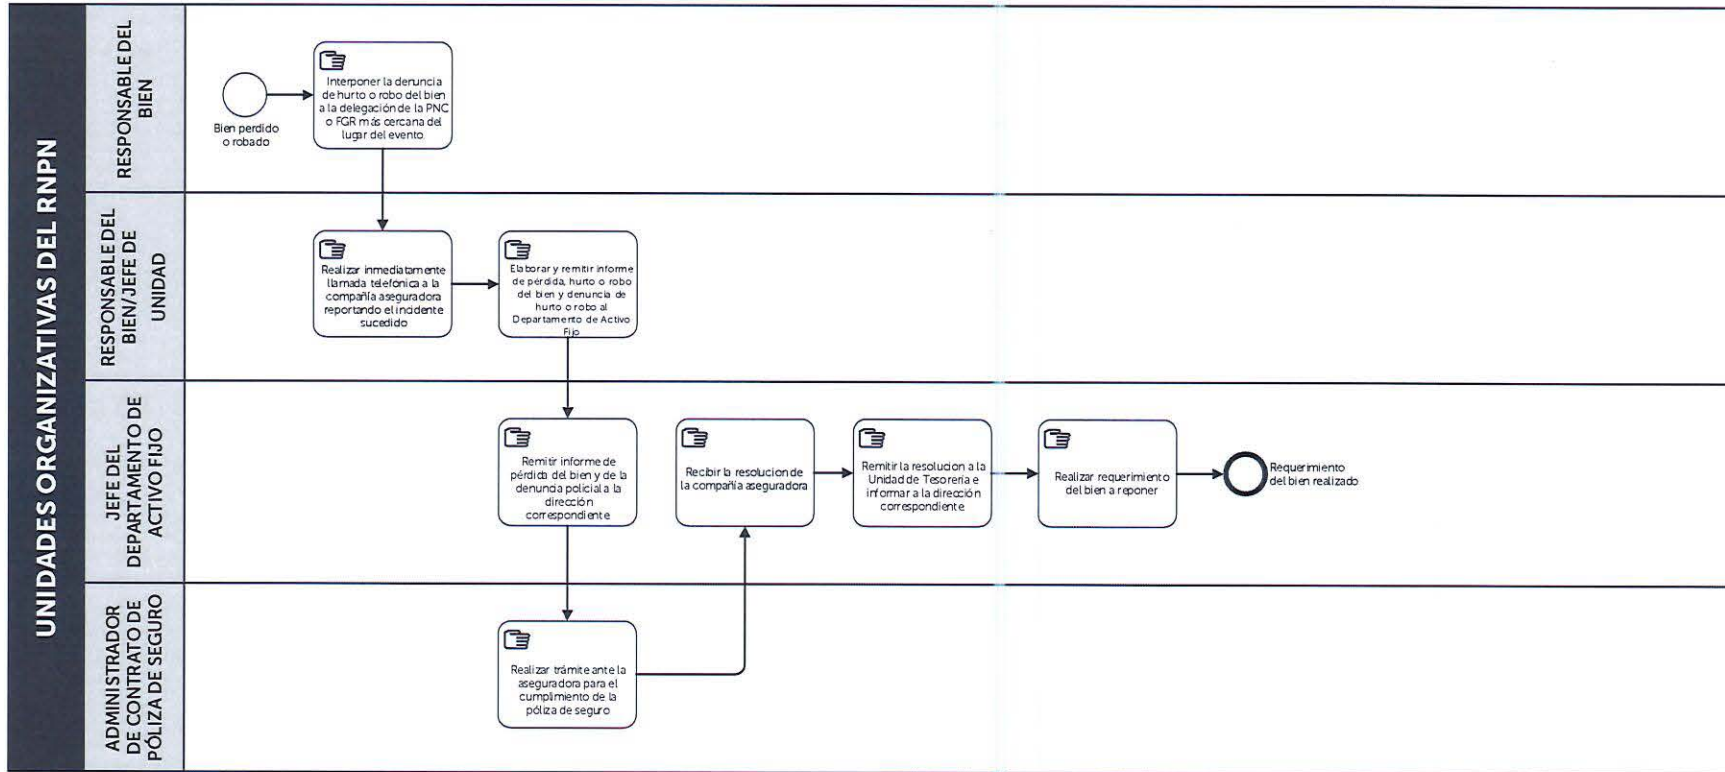 UNIDADES ORGANIZATIVAS DEL RNPN
RESPONSABLE DEL
BIEN
Bien perdido
o robado
Interponer la denuncia
de hurto o robo del bien
a la delegación de la PNC
o FGR más cercana del
lugar del evento.
RESPONSABLE DEL
BIEN/JEFE DE
UNIDAD
Realizar inmediatamente
llamada telefónica a la
compañía aseguradora
reportando el incidente
sucedido
Elaborar y remitir informe
de pérdida, hurto o robo
del bien y denuncia de
hurto o robo al
Departamento de Activo
Fijo
JEFE DEL
DEPARTAMENTO DE
ACTIVO FIJO
Remitir informe de
pérdida del bien y de la
denuncia policial a la
dirección
correspondiente
Recibir la resolucion de
la compañía aseguradora
Remitir la resolucion a la
Unidad de Tesorería e
informar a la dirección
correspondiente
Realizar requerimiento
del bien a reponer
Requerimiento
del bien realizado
ADMINISTRADOR
DE CONTRATO DE
PÓLIZA DE SEGURO
Realizar trámite ante la
aseguradora para el
cumplimiento de la
póliza de seguro